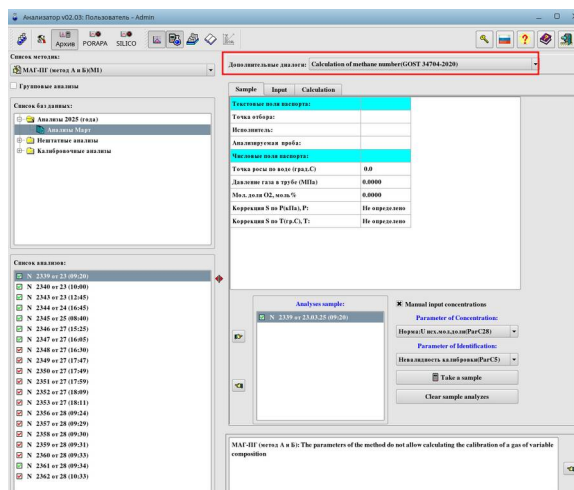 Анализатор v02.03: Пользователь - Admin
Архив PORAPA SILICO
Список методик:
МАГ-ПГ (метод А и Б)(М1)
Групповые анализы
Список баз данных:
Анализы 2025 (года)
Анализы Март
Нештатные анализы
Калибровочные анализы
Список анализов:
N 2339 от 23 (09:20)
N 2340 от 23 (10:00)
N 2343 от 23 (12:45)
N 2344 от 24 (16:45)
N 2345 от 25 (08:40)
N 2346 от 27 (15:25)
N 2347 от 27 (16:05)
N 2348 от 27 (16:30)
N 2349 от 27 (17:47)
N 2350 от 27 (17:49)
N 2351 от 27 (17:59)
N 2352 от 27 (18:09)
N 2353 от 27 (18:11)
N 2356 от 28 (09:24)
N 2357 от 28 (09:29)
N 2358 от 28 (09:30)
N 2359 от 28 (09:31)
N 2360 от 28 (09:33)
N 2361 от 28 (09:34)
N 2362 от 28 (10:33)
Дополнительные диалоги: Calculation of methane number(GOST 34704-2020)
Sample Input Calculation
Текстовые поля паспорта:
Точка отбора:
Исполнитель:
Анализируемая проба:
Числовые поля паспорта:
Точка росы по воде (град.С) 0.0
Давление газа в трубе (МПа) 0.0000
Мол. доля О2, моль% 0.0000
Коррекция S по P(кПа), P: Не определено
Коррекция S по T(гр.С), T: Не определено
Analyses sample:
N 2339 от 23.03.25 (09:20)
Manual input concentrations
Parameter of Concentration:
Норма:U исх.мол.доли(ParC28)
Parameter of Identification:
Невалидность калибровки(ParC5)
Take a sample
Clear sample analyzes
МАГ-ПГ (метод А и Б): The parameters of the method do not allow calculating the calibration of a gas of variable
composition